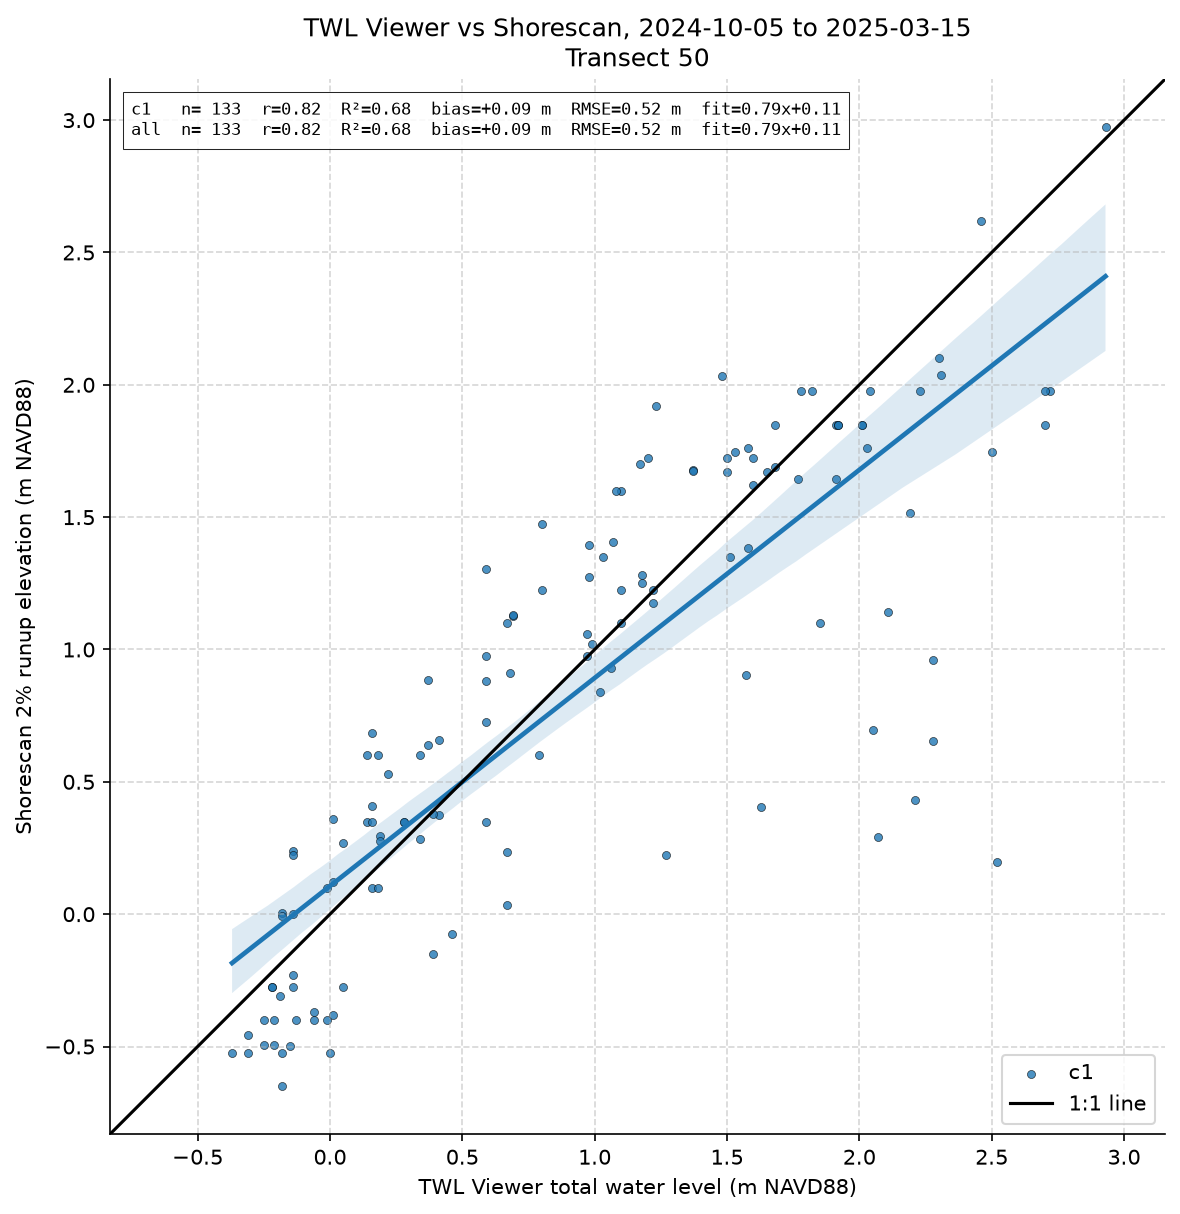 TWL Viewer vs Shorescan, 2024-10-05 to 2025-03-15
Transect 50
c1   n= 133  r=0.82  R²=0.68  bias=+0.09 m  RMSE=0.52 m  fit=0.79x+0.11
all  n= 133  r=0.82  R²=0.68  bias=+0.09 m  RMSE=0.52 m  fit=0.79x+0.11
Shorescan 2% runup elevation (m NAVD88)
3.0
2.5
2.0
1.5
1.0
0.5
0.0
−0.5
c1
1:1 line
−0.5 0.0 0.5 1.0 1.5 2.0 2.5 3.0
TWL Viewer total water level (m NAVD88)